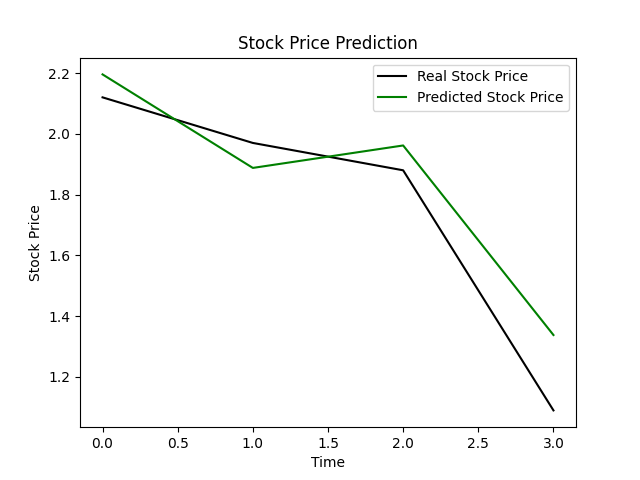 Stock Price Prediction
Real Stock Price
Predicted Stock Price
Stock Price
2.2
2.0
1.8
1.6
1.4
1.2
0.0 0.5 1.0 1.5 2.0 2.5 3.0
Time